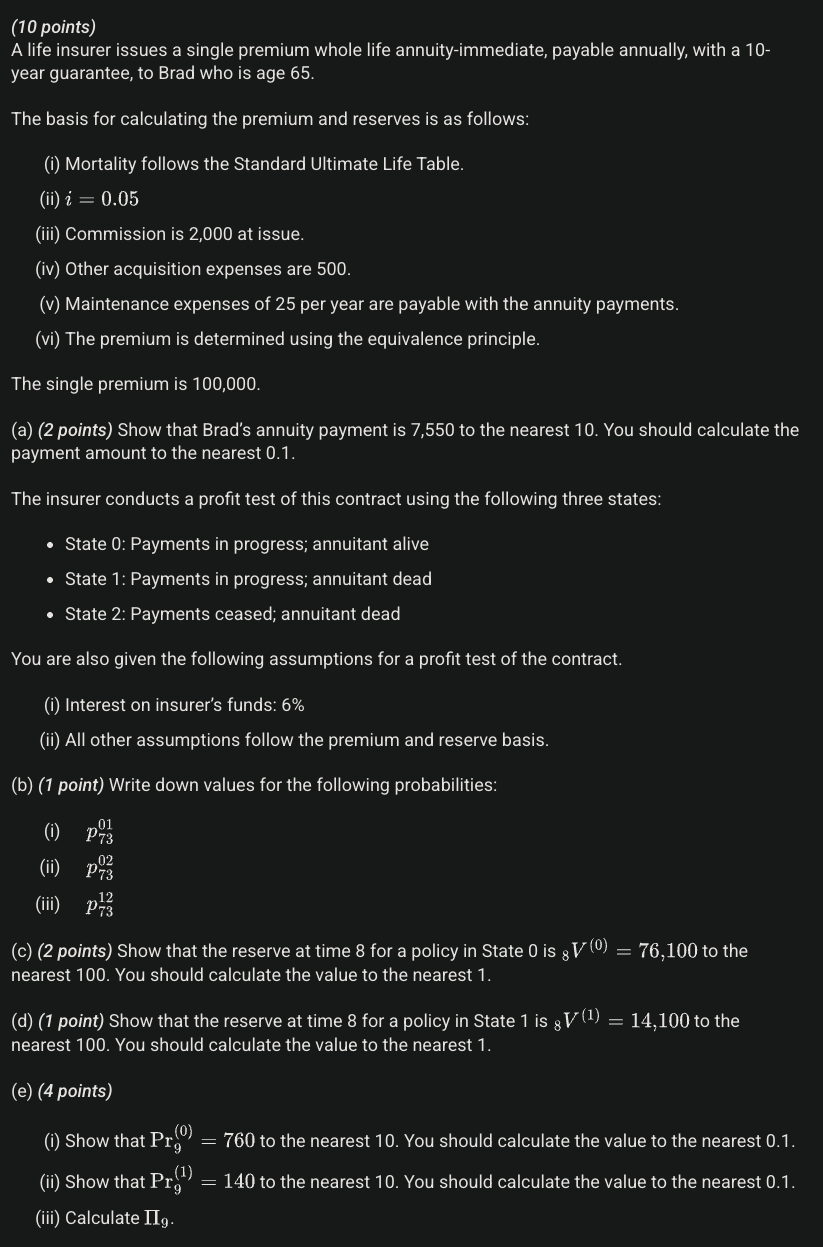 (10 points)
A life insurer issues a single premium whole life annuity-immediate, payable annually, with a 10-
year guarantee, to Brad who is age 65.
The basis for calculating the premium and reserves is as follows:
(i) Mortality follows the Standard Ultimate Life Table.
(ii) i = 0.05
(iii) Commission is 2,000 at issue.
(iv) Other acquisition expenses are 500.
(v) Maintenance expenses of 25 per year are payable with the annuity payments.
(vi) The premium is determined using the equivalence principle.
The single premium is 100,000.
(a) (2 points) Show that Brad's annuity payment is 7,550 to the nearest 10. You should calculate the
payment amount to the nearest 0.1.
The insurer conducts a profit test of this contract using the following three states:
• State 0: Payments in progress; annuitant alive
• State 1: Payments in progress; annuitant dead
• State 2: Payments ceased; annuitant dead
You are also given the following assumptions for a profit test of the contract.
(i) Interest on insurer's funds: 6%
(ii) All other assumptions follow the premium and reserve basis.
(b) (1 point) Write down values for the following probabilities:
(i) $p_{73}^{01}$
(ii) $p_{73}^{02}$
(iii) $p_{73}^{12}$
(c) (2 points) Show that the reserve at time 8 for a policy in State 0 is ${}_{8}V^{(0)} = 76{,}100$ to the
nearest 100. You should calculate the value to the nearest 1.
(d) (1 point) Show that the reserve at time 8 for a policy in State 1 is ${}_{8}V^{(1)} = 14{,}100$ to the
nearest 100. You should calculate the value to the nearest 1.
(e) (4 points)
(i) Show that $\Pr_{9}^{(0)} = 760$ to the nearest 10. You should calculate the value to the nearest 0.1.
(ii) Show that $\Pr_{9}^{(1)} = 140$ to the nearest 10. You should calculate the value to the nearest 0.1.
(iii) Calculate $\Pi_{9}$.